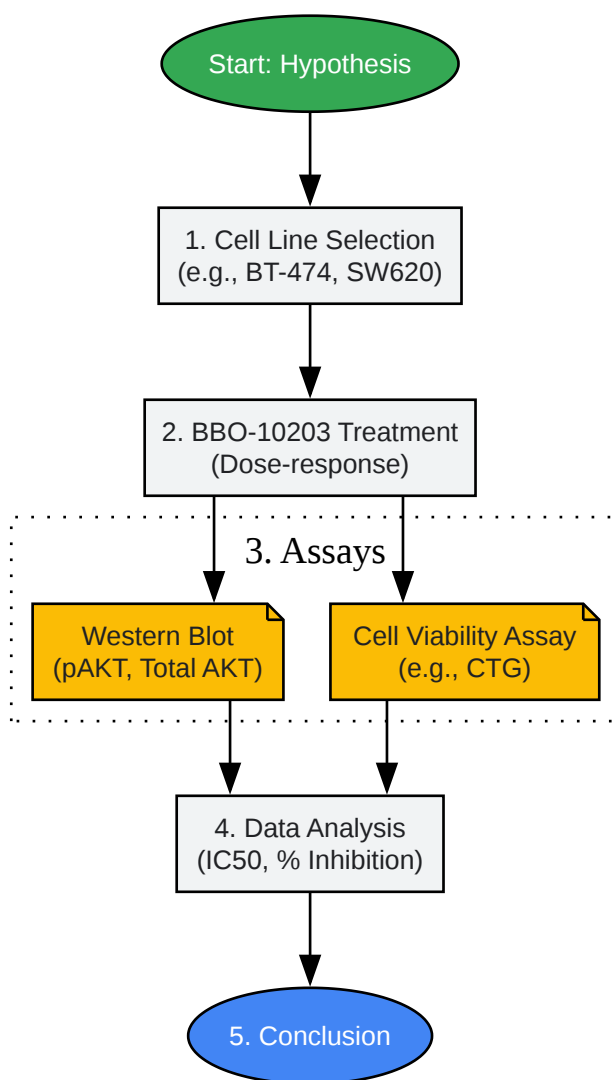 Start: Hypothesis
1. Cell Line Selection
(e.g., BT-474, SW620)
2. BBO-10203 Treatment
(Dose-response)
3. Assays
Western Blot
(pAKT, Total AKT)
Cell Viability Assay
(e.g., CTG)
4. Data Analysis
(IC50, % Inhibition)
5. Conclusion